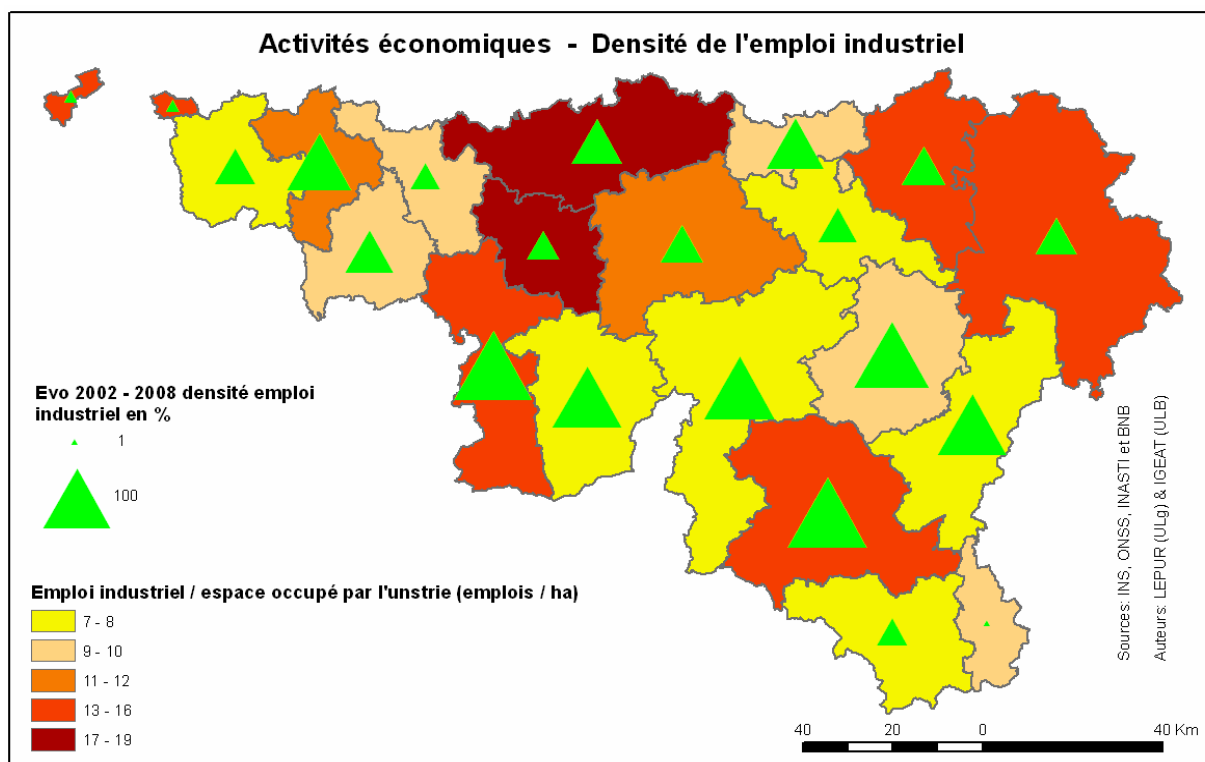 Activités économiques - Densité de l'emploi industriel
Evo 2002 - 2008 densité emploi
industriel en %
1
100
Emploi industriel / espace occupé par l'unstrie (emplois / ha)
7 - 8
9 - 10
11 - 12
13 - 16
17 - 19
Sources: INS, ONSS, INASTI et BNB
Auteurs: LEPUR (ULg) & IGEAT (ULB)
40 20 0 40 Km